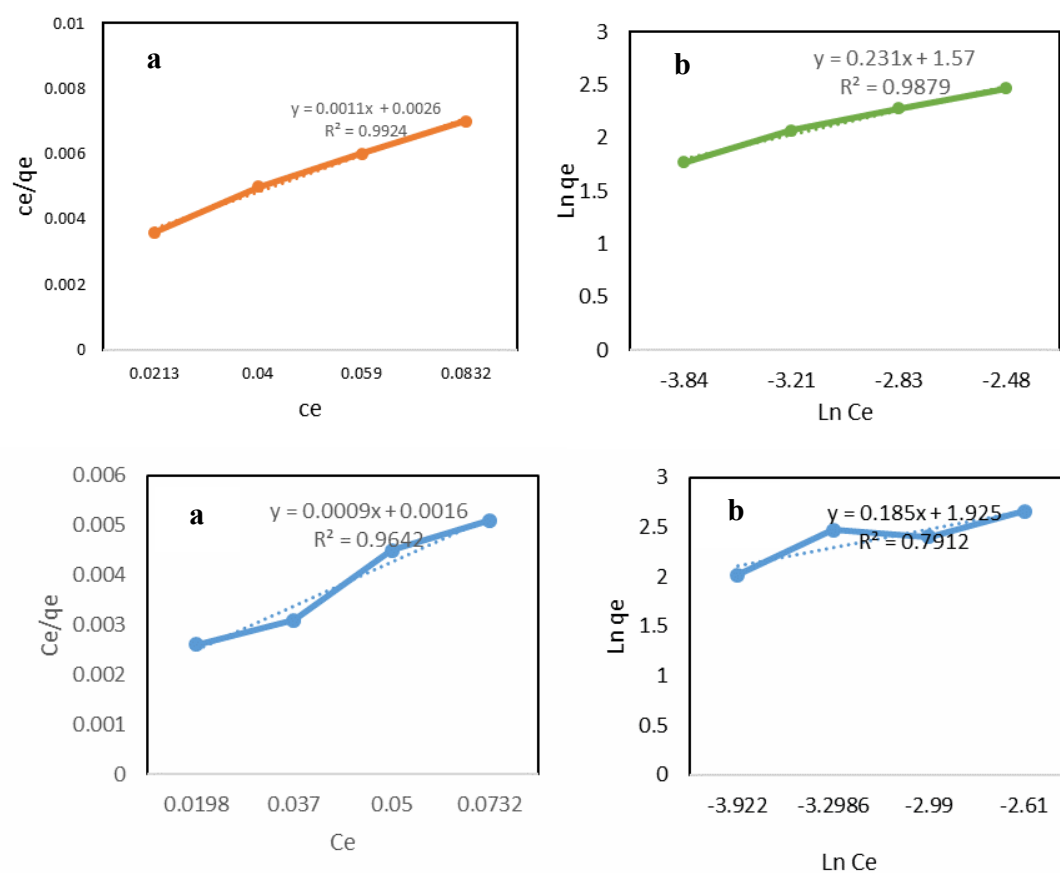 a
y = 0.0011x + 0.0026
R² = 0.9924
0.01
0.008
0.006
0.004
0.002
0
ce/qe
0.0213 0.04 0.059 0.0832
ce
b
y = 0.231x + 1.57
R² = 0.9879
3
2.5
2
1.5
1
0.5
0
Ln qe
-3.84 -3.21 -2.83 -2.48
Ln Ce
a
y = 0.0009x + 0.0016
R² = 0.9642
0.006
0.005
0.004
0.003
0.002
0.001
0
Ce/qe
0.0198 0.037 0.05 0.0732
Ce
b
y = 0.185x + 1.925
R² = 0.7912
3
2.5
2
1.5
1
0.5
0
Ln qe
-3.922 -3.2986 -2.99 -2.61
Ln Ce